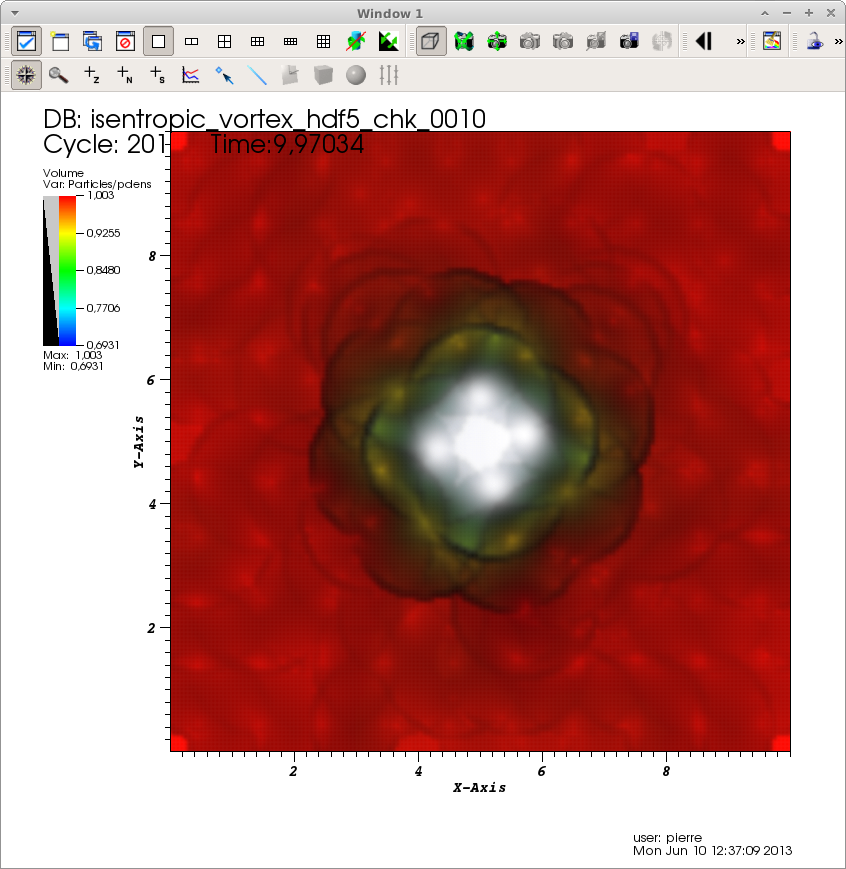 Window 1
DB: isentropic_vortex_hdf5_chk_0010
Cycle: 201 Time:9,97034
Volume
Var: Particles/pdens
1,003
0,9255
0,8480
0,7706
0,6931
Max: 1,003
Min: 0,6931
8
6
4
2
Y-Axis
2 4 6 8
X-Axis
user: pierre
Mon Jun 10 12:37:09 2013